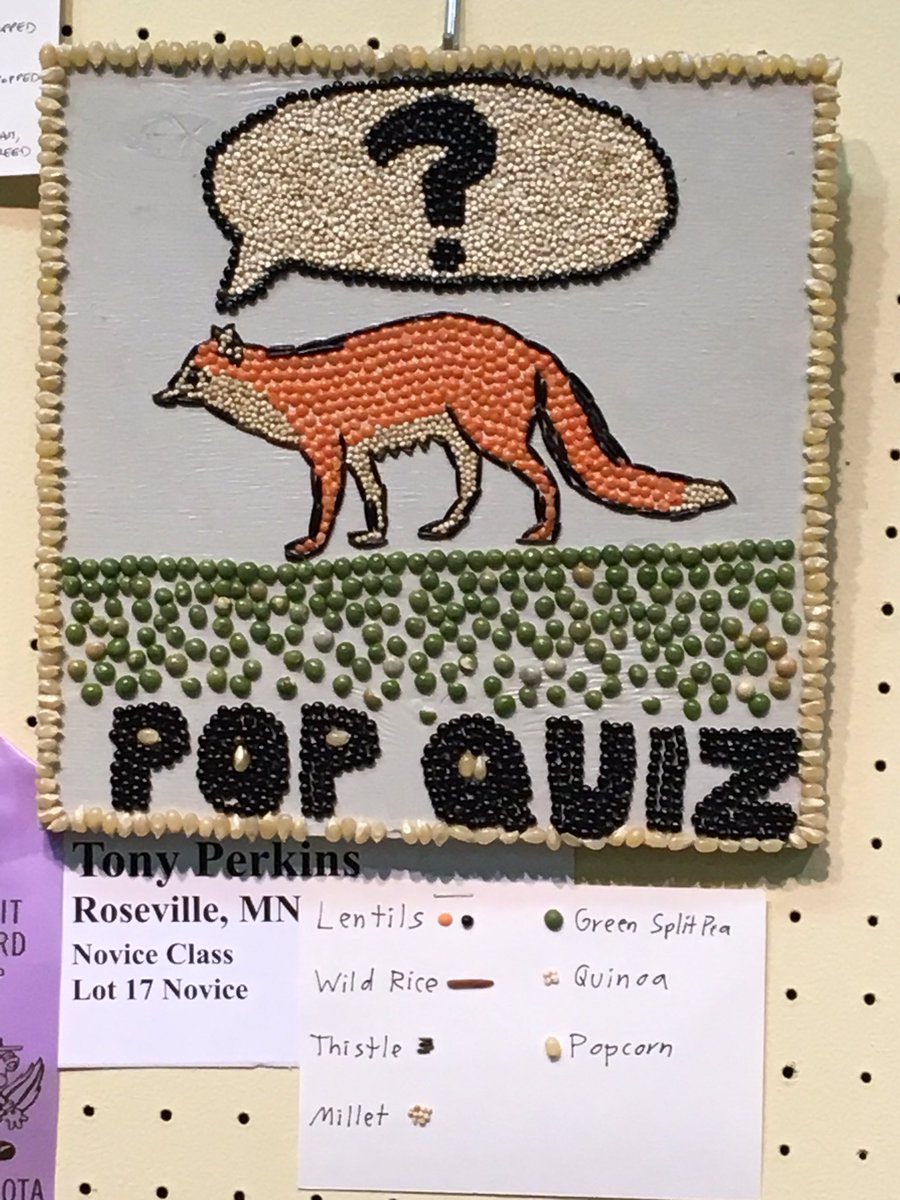 ?
POP QUIZ
Tony Perkins
Roseville, MN
Novice Class
Lot 17 Novice
Lentils
Green Split Pea
Wild Rice
Quinoa
Thistle
Popcorn
Millet